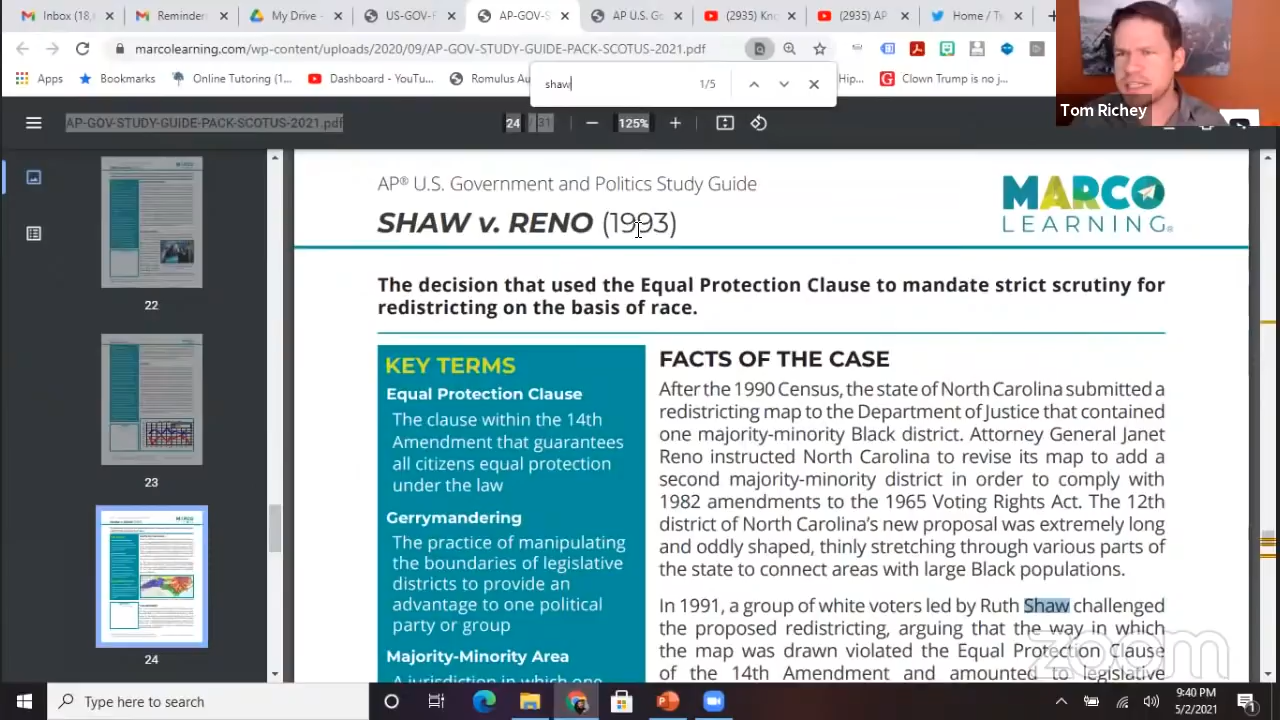 Inbox (18,
Reminder
My Drive -
US-GOV-F
AP-GOV-S
AP U.S. Go
(2935) Kno
(2935) AP
Home / Tw
marcolearning.com/wp-content/uploads/2020/09/AP-GOV-STUDY-GUIDE-PACK-SCOTUS-2021.pdf
Apps
Bookmarks
Online Tutoring (1...
Dashboard - YouTu...
Romulus Au
Hip...
Clown Trump is no j...
shaw
1/5
Tom Richey
AP-GOV-STUDY-GUIDE-PACK-SCOTUS-2021.pdf
24 / 31
125%
22
23
24
AP® U.S. Government and Politics Study Guide
SHAW v. RENO (1993)
MARCO
LEARNING®
The decision that used the Equal Protection Clause to mandate strict scrutiny for
redistricting on the basis of race.
KEY TERMS
Equal Protection Clause
The clause within the 14th
Amendment that guarantees
all citizens equal protection
under the law
Gerrymandering
The practice of manipulating
the boundaries of legislative
districts to provide an
advantage to one political
party or group
Majority-Minority Area
A jurisdiction in which one
FACTS OF THE CASE
After the 1990 Census, the state of North Carolina submitted a
redistricting map to the Department of Justice that contained
one majority-minority Black district. Attorney General Janet
Reno instructed North Carolina to revise its map to add a
second majority-minority district in order to comply with
1982 amendments to the 1965 Voting Rights Act. The 12th
district of North Carolina's new proposal was extremely long
and oddly shaped, thinly stretching through various parts of
the state to connect areas with large Black populations.
In 1991, a group of white voters led by Ruth Shaw challenged
the proposed redistricting, arguing that the way in which
the map was drawn violated the Equal Protection Clause
of the 14th Amendment and amounted to legislative
zoom
Type here to search
9:40 PM
5/2/2021
1